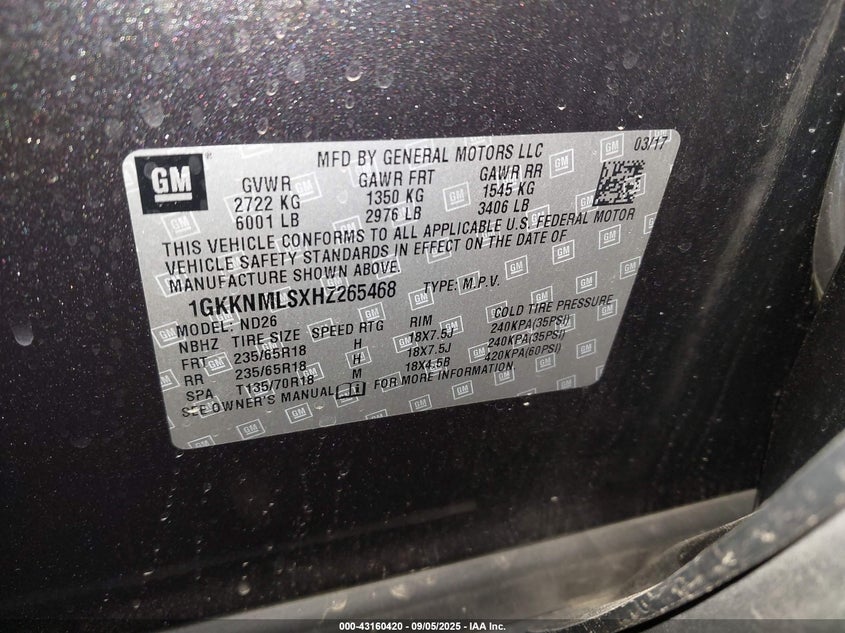 GM
MFD BY GENERAL MOTORS LLC
03/17
GVWR GAWR FRT GAWR RR
2722 KG 1350 KG 1545 KG
6001 LB 2976 LB 3406 LB
THIS VEHICLE CONFORMS TO ALL APPLICABLE U.S. FEDERAL MOTOR
VEHICLE SAFETY STANDARDS IN EFFECT ON THE DATE OF
MANUFACTURE SHOWN ABOVE.
1GKKNMLSXHZ265468 TYPE: M.P.V.
MODEL: ND26
NBHZ TIRE SIZE SPEED RTG RIM COLD TIRE PRESSURE
FRT 235/65R18 H 18X7.5J 240KPA(35PSI)
RR 235/65R18 H 18X7.5J 240KPA(35PSI)
SPA T135/70R18 M 18X4.5B 420KPA(60PSI)
SEE OWNER'S MANUAL FOR MORE INFORMATION.
000-43160420 - 09/05/2025 - IAA Inc.